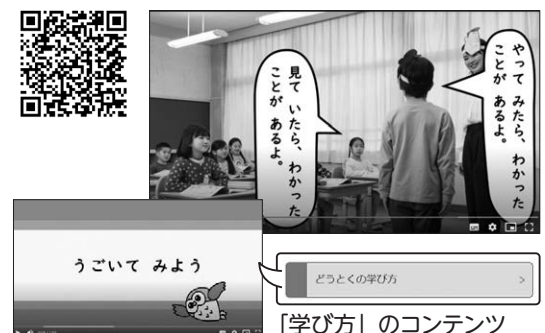 やって みたら、わかった
ことが あるよ。
見て いたら、わかった
ことが あるよ。
うごいて みよう
どうとくの学び方
「学び方」のコンテンツ